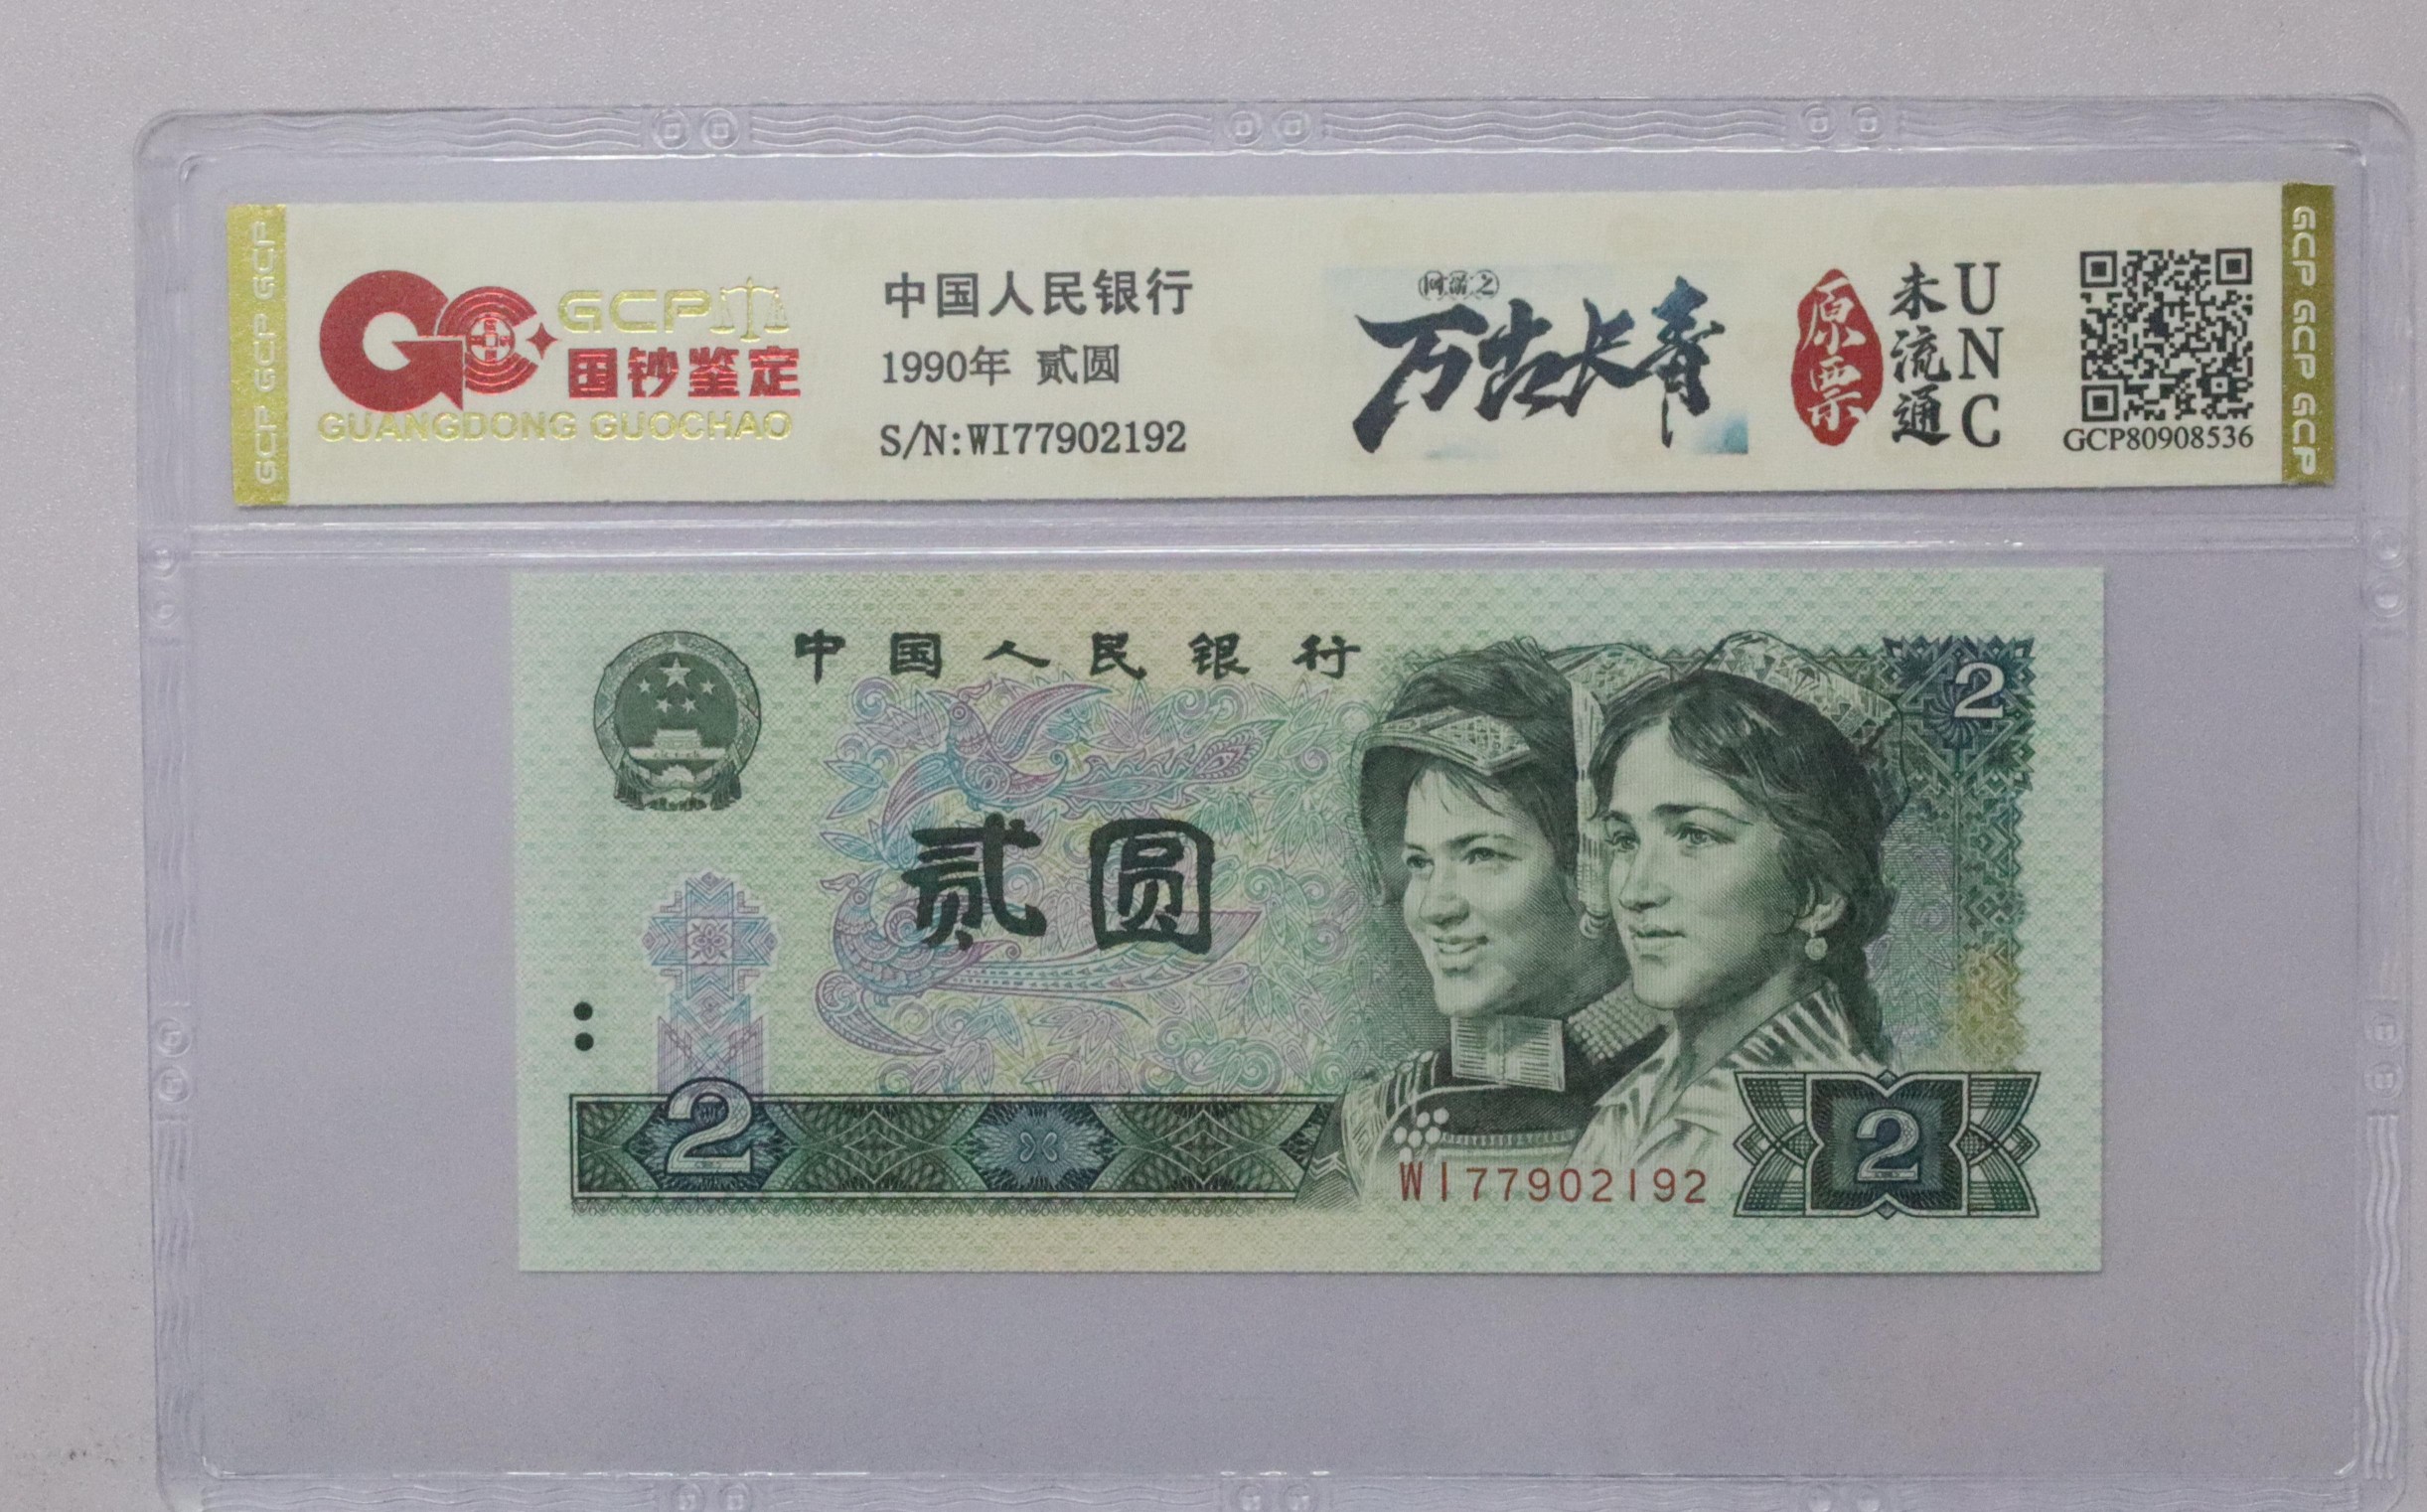 GCP GCP GCP
GCP
国钞鉴定
GUANGDONG GUOCHAO
中国人民银行
1990年 贰圆
S/N:WI77902192
万古长青
原票
未流通
UNC
GCP80908536
GCP GCP GCP
中国人民银行
2
贰圆
2
WI77902192
2